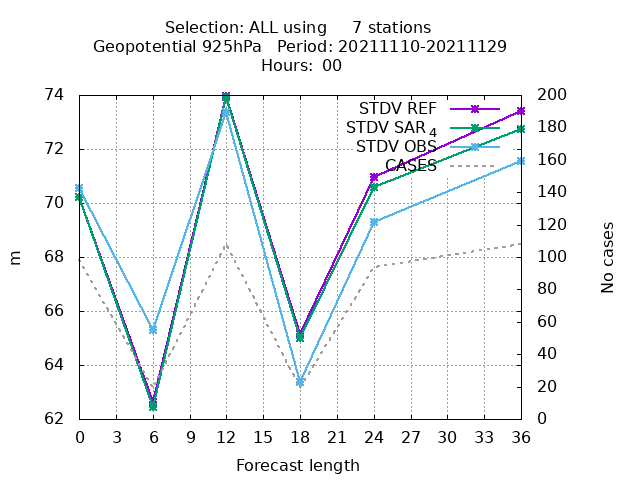 Selection: ALL using     7 stations
Geopotential 925hPa   Period: 20211110-20211129
Hours: 00
74
72
70
68
66
64
62
m
200
180
160
140
120
100
80
60
40
20
0
No cases
STDV REF
STDV SAR 4
STDV OBS
CASES
0 3 6 9 12 15 18 21 24 27 30 33 36
Forecast length